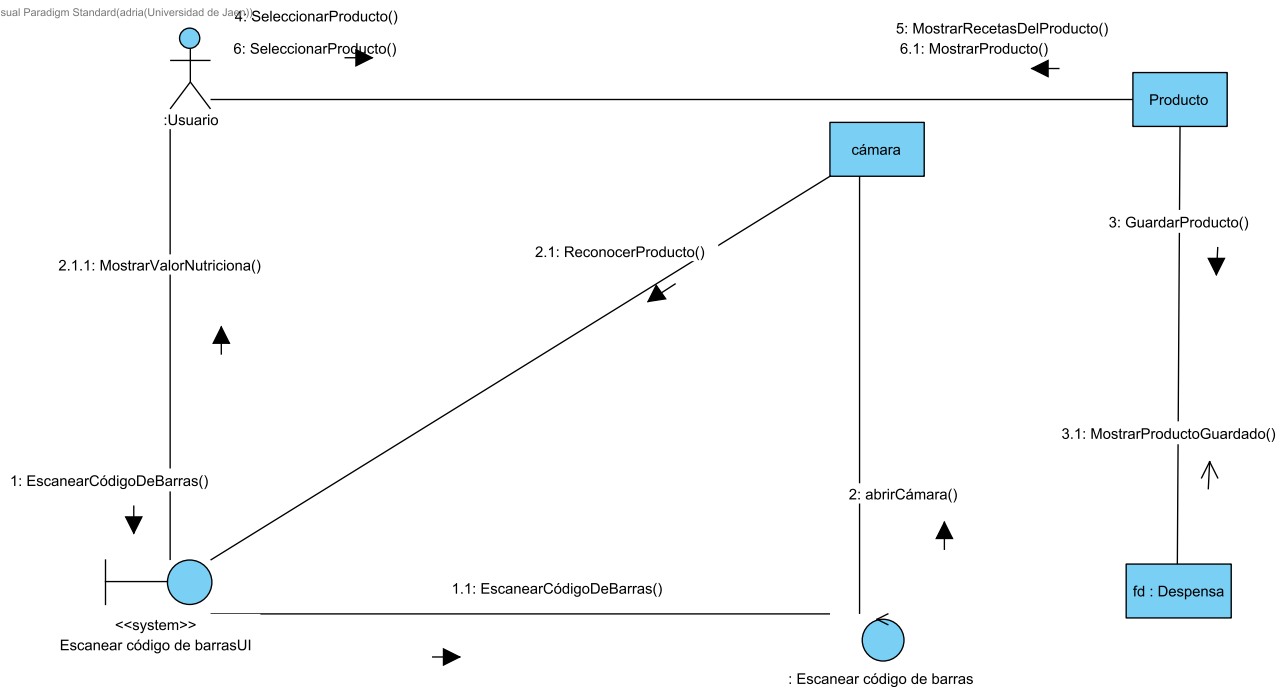 sual Paradigm Standard(adria(Universidad de Jaen))
4: SeleccionarProducto()
6: SeleccionarProducto()
5: MostrarRecetasDelProducto()
6.1: MostrarProducto()
Producto
:Usuario
cámara
3: GuardarProducto()
2.1: ReconocerProducto()
2.1.1: MostrarValorNutriciona()
3.1: MostrarProductoGuardado()
1: EscanearCódigoDeBarras()
2: abrirCámara()
1.1: EscanearCódigoDeBarras()
fd : Despensa
<<system>>
Escanear código de barrasUI
: Escanear código de barras